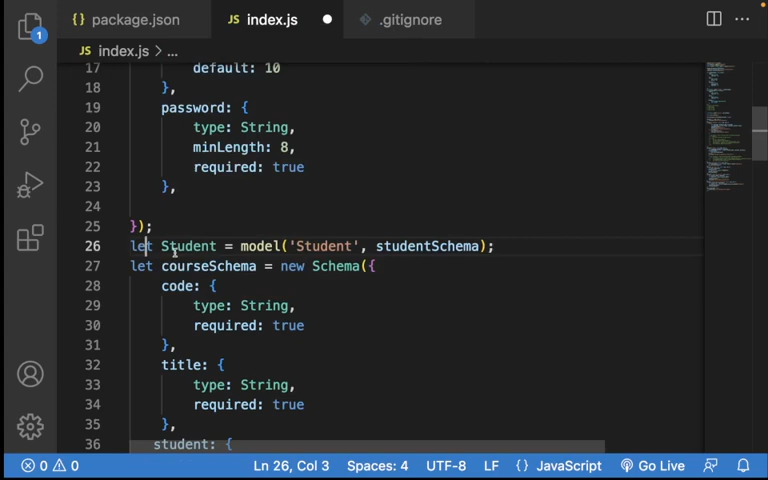 {} package.json JS index.js .gitignore
1
JS index.js > ...
17 default: 10
18 },
19 password: {
20 type: String,
21 minLength: 8,
22 required: true
23 },
24
25 });
26 let Student = model('Student', studentSchema);
27 let courseSchema = new Schema({
28 code: {
29 type: String,
30 required: true
31 },
32 title: {
33 type: String,
34 required: true
35 },
36 student: {
0 0 Ln 26, Col 3 Spaces: 4 UTF-8 LF {} JavaScript Go Live